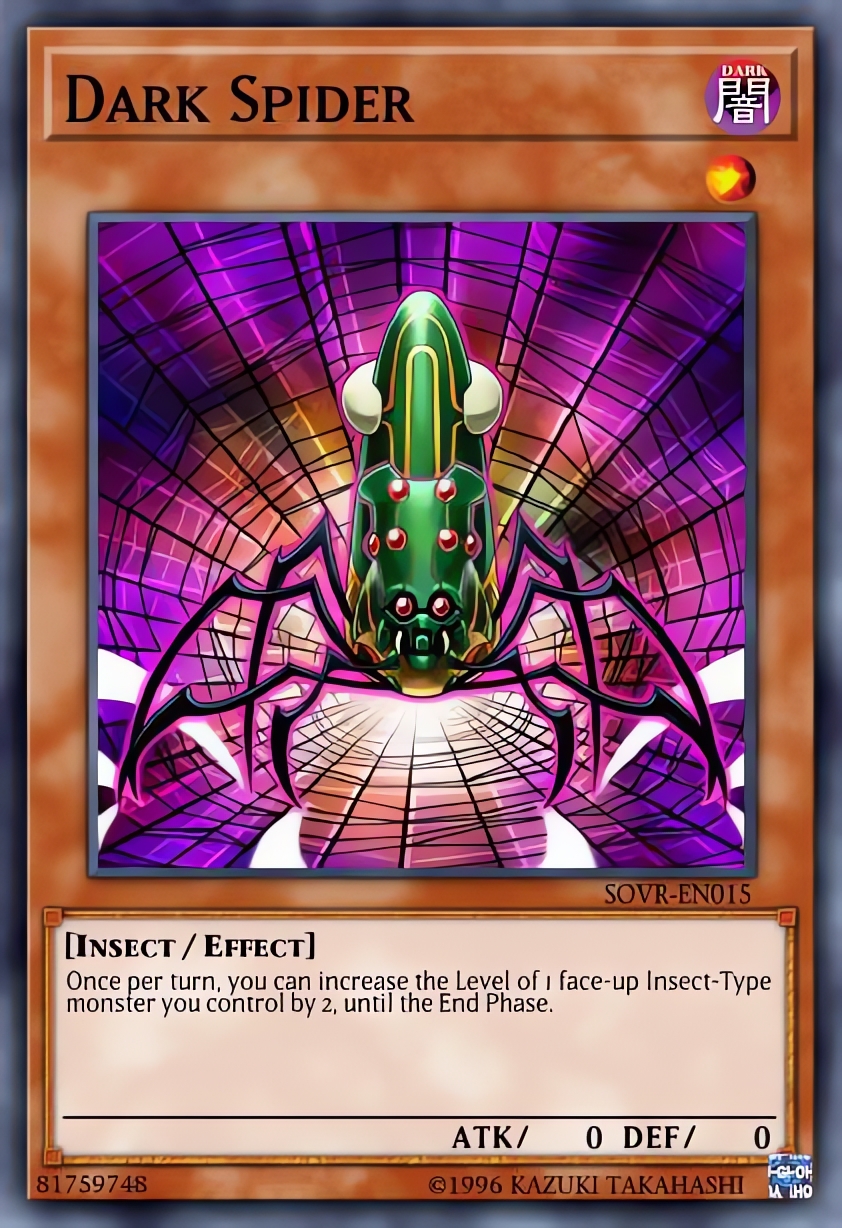 DARK SPIDER
DARK
闇
SOVR-EN015
[INSECT / EFFECT]
Once per turn, you can increase the Level of 1 face-up Insect-Type
monster you control by 2, until the End Phase.
ATK/ 0 DEF/ 0
81759748
©1996 KAZUKI TAKAHASHI